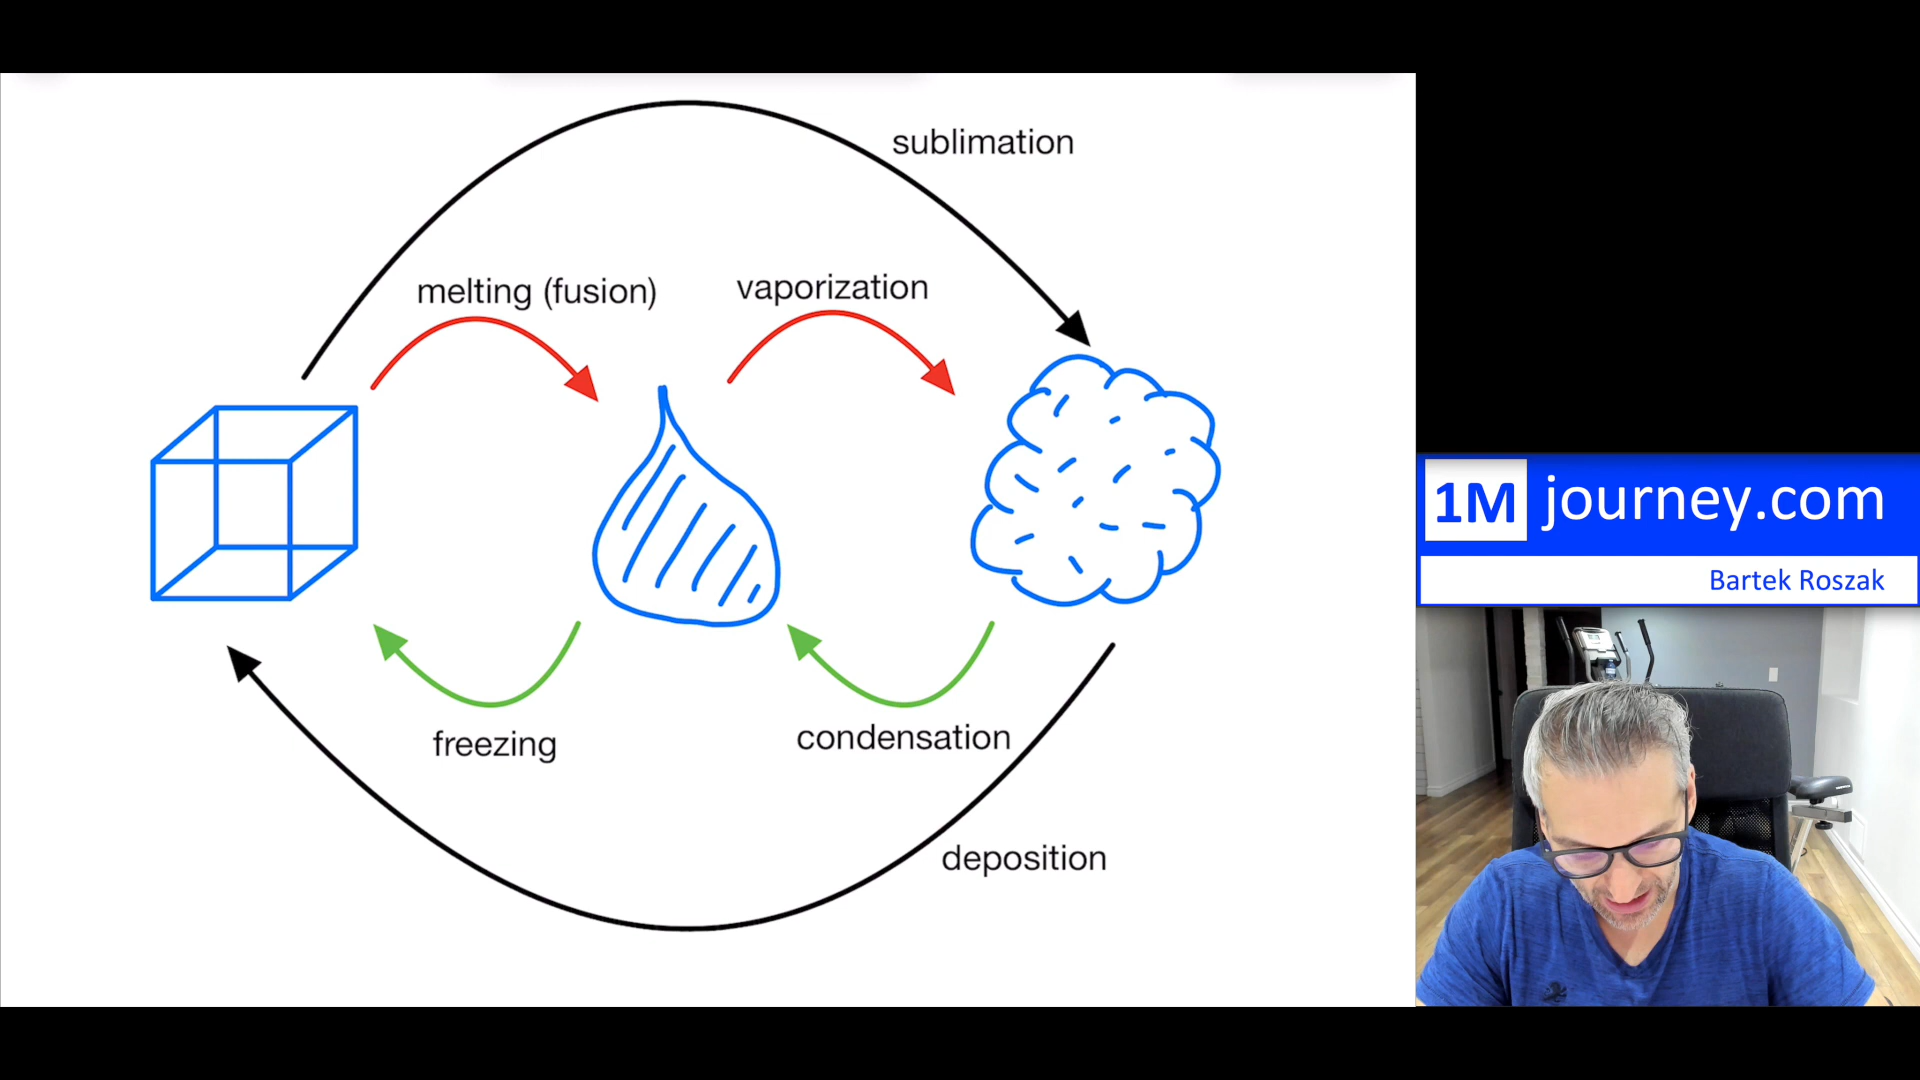 sublimation
melting (fusion)
vaporization
freezing
condensation
deposition
1M journey.com
Bartek Roszak